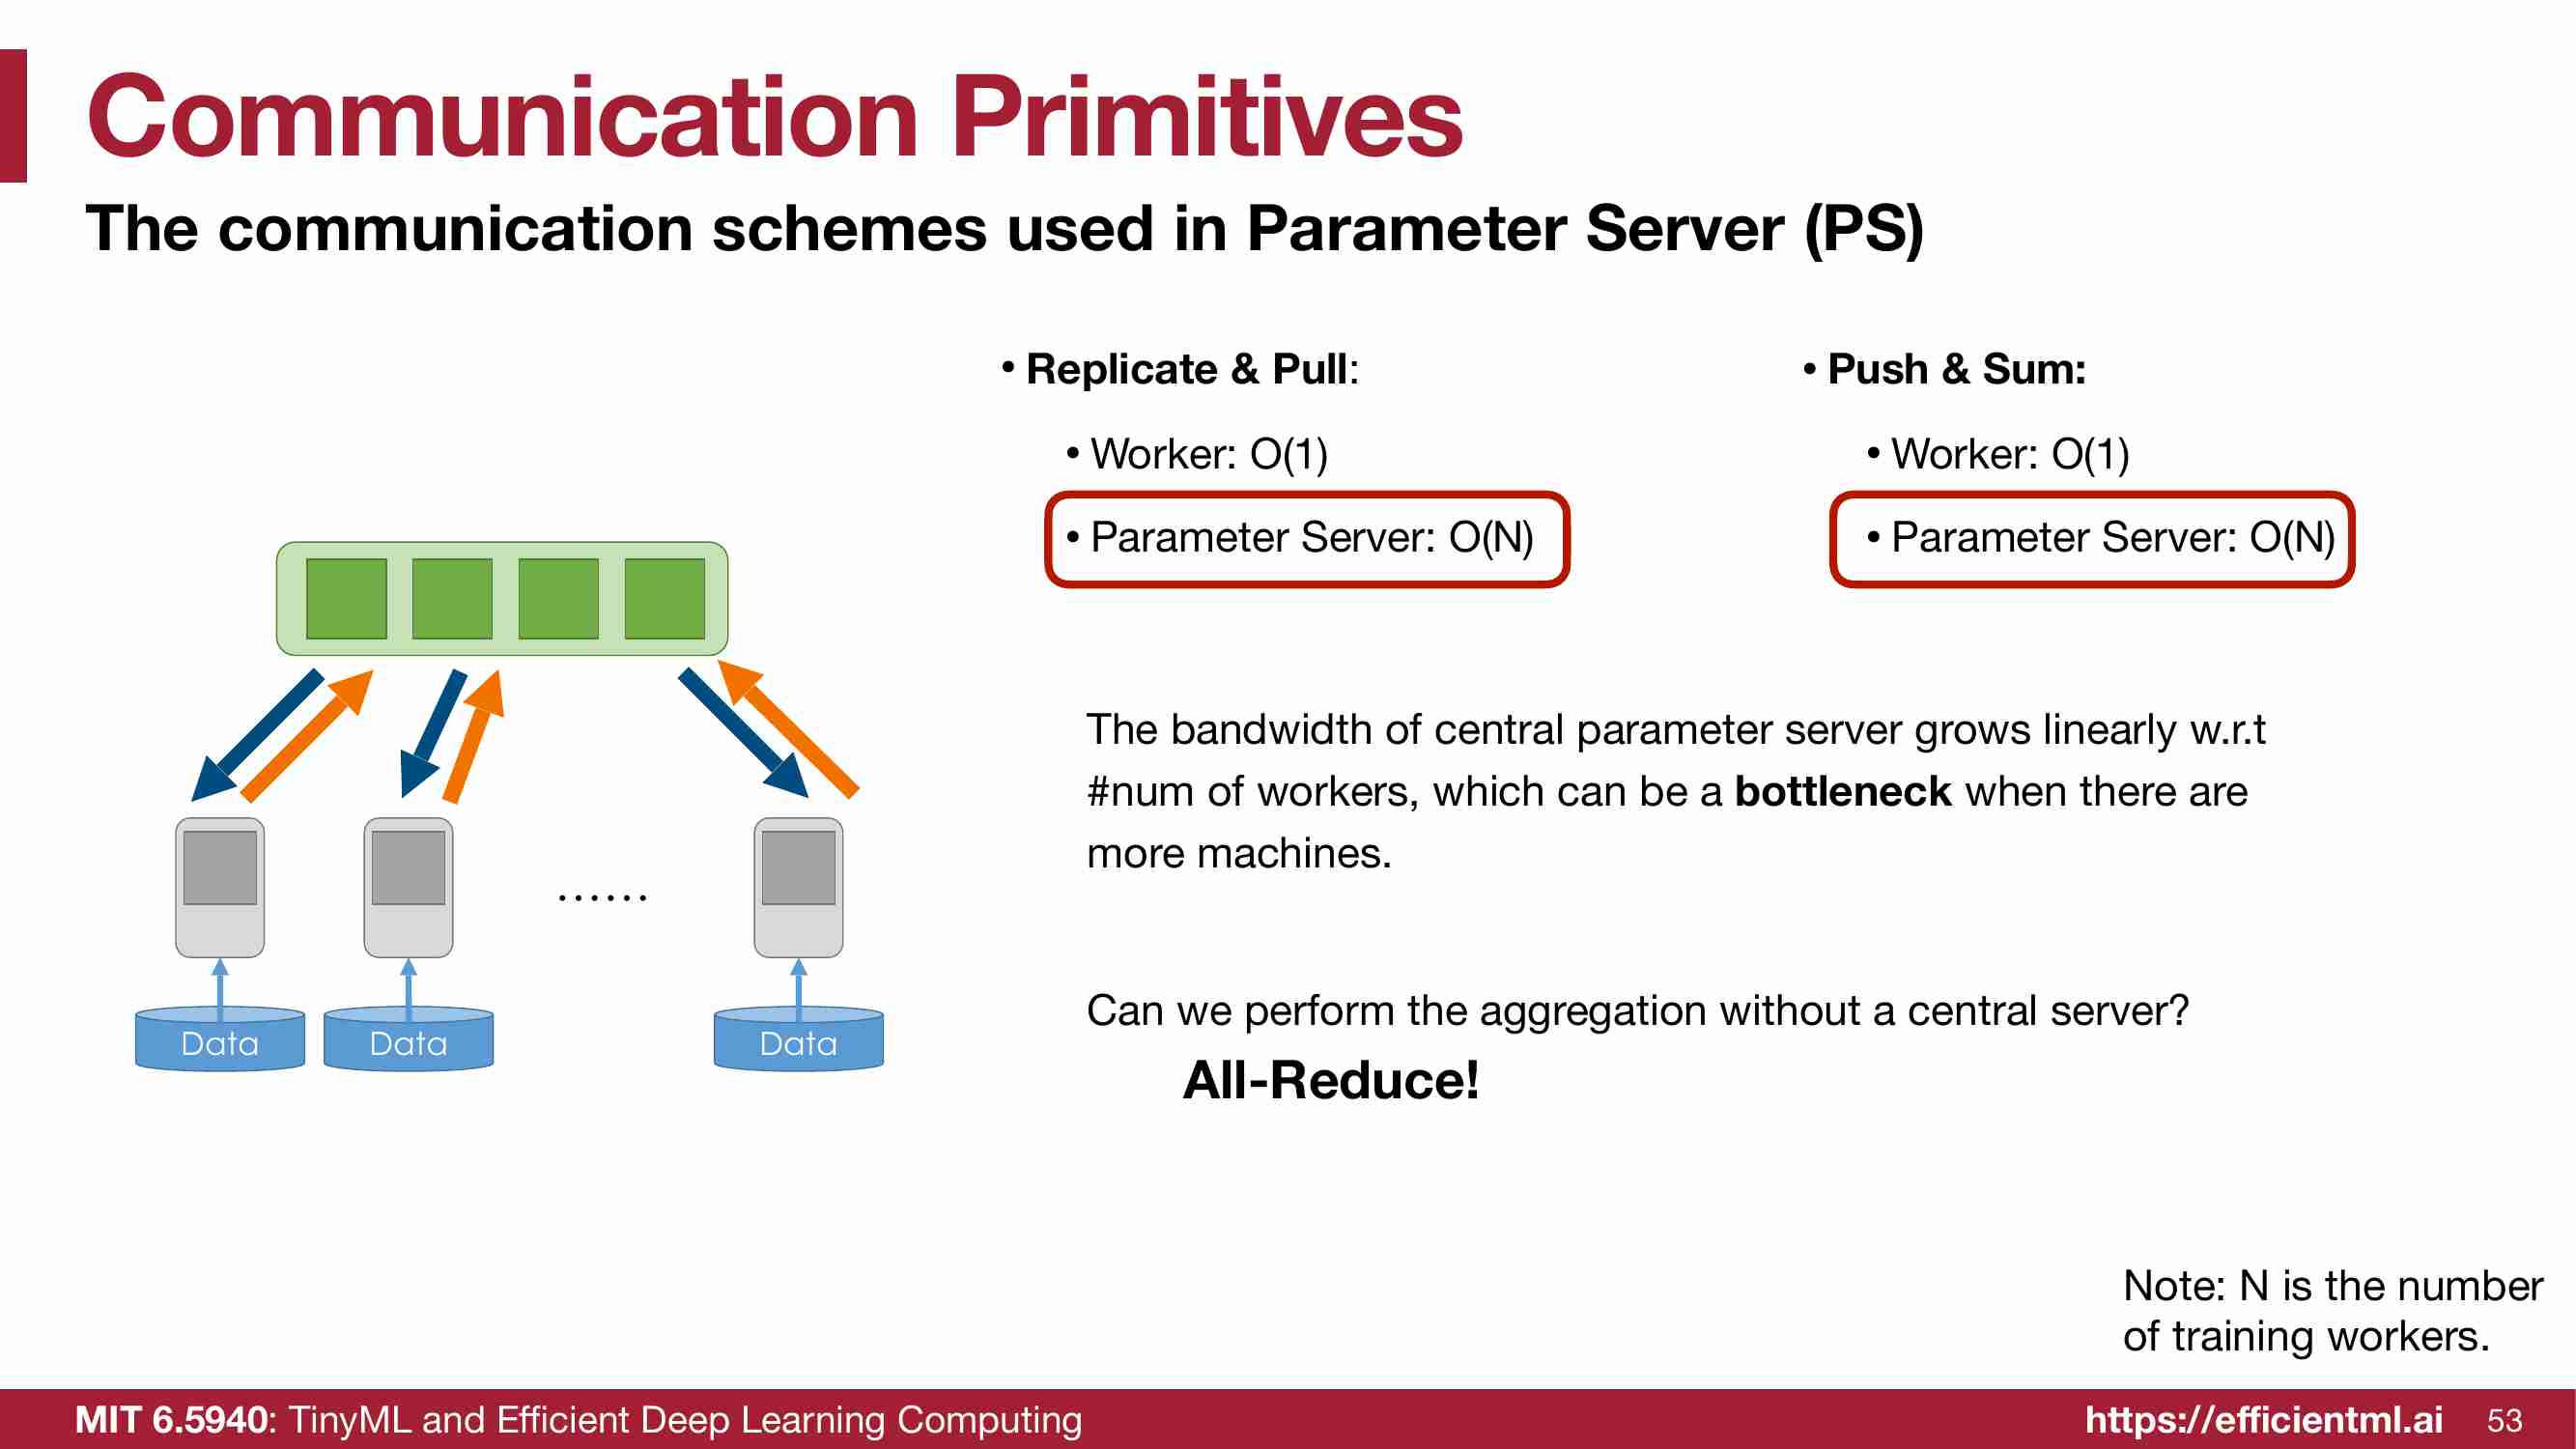 Communication Primitives
The communication schemes used in Parameter Server (PS)
• Replicate & Pull:
• Worker: O(1)
• Parameter Server: O(N)
• Push & Sum:
• Worker: O(1)
• Parameter Server: O(N)
The bandwidth of central parameter server grows linearly w.r.t
#num of workers, which can be a bottleneck when there are
more machines.
Can we perform the aggregation without a central server?
All-Reduce!
......
Data
Data
Data
Note: N is the number
of training workers.
MIT 6.5940: TinyML and Efficient Deep Learning Computing
https://efficientml.ai
53